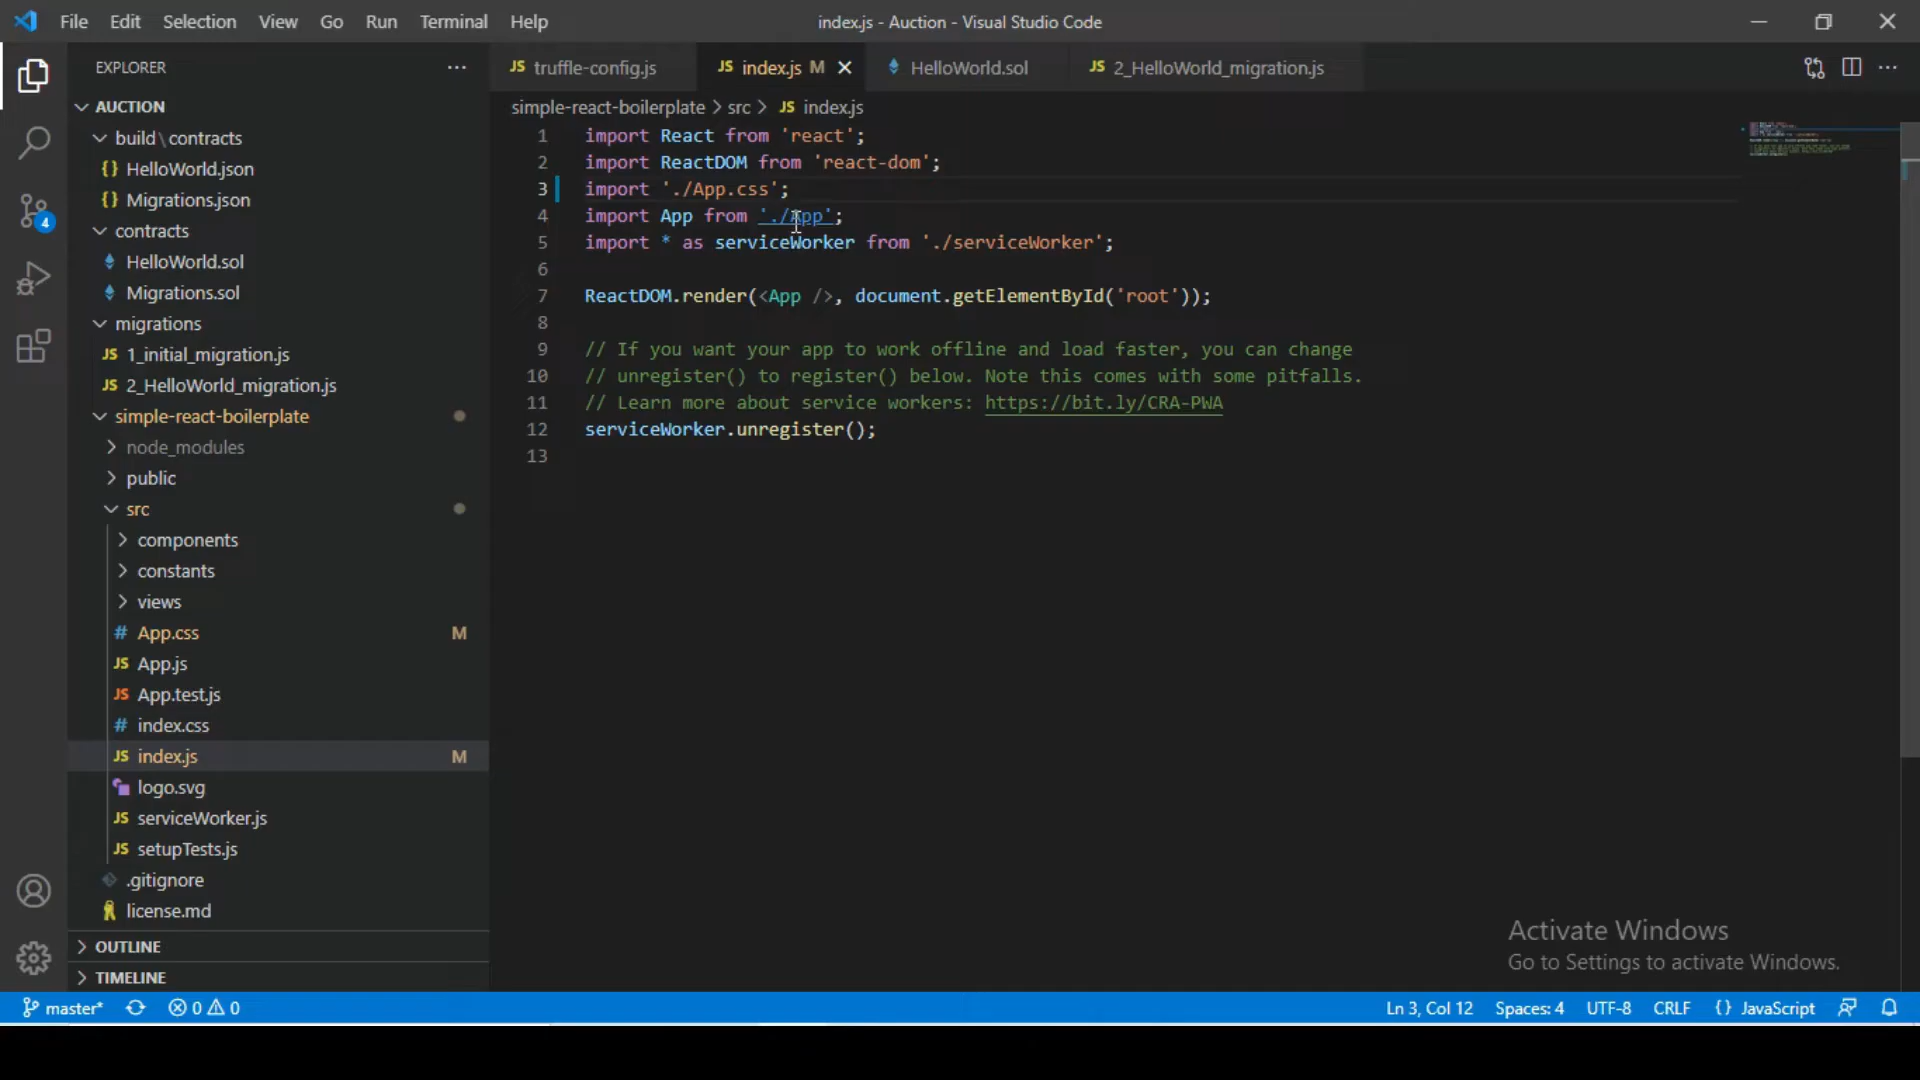 File Edit Selection View Go Run Terminal Help
index.js - Auction - Visual Studio Code
EXPLORER
AUCTION
build\contracts
{} HelloWorld.json
{} Migrations.json
contracts
HelloWorld.sol
Migrations.sol
migrations
JS 1_initial_migration.js
JS 2_HelloWorld_migration.js
simple-react-boilerplate
node_modules
public
src
components
constants
views
# App.css M
JS App.js
JS App.test.js
# index.css
JS index.js M
logo.svg
JS serviceWorker.js
JS setupTests.js
.gitignore
license.md
OUTLINE
TIMELINE
4
JS truffle-config.js JS index.js M HelloWorld.sol JS 2_HelloWorld_migration.js
simple-react-boilerplate > src > JS index.js
1 import React from 'react';
2 import ReactDOM from 'react-dom';
3 import './App.css';
4 import App from './App';
5 import * as serviceWorker from './serviceWorker';
6
7 ReactDOM.render(<App />, document.getElementById('root'));
8
9 // If you want your app to work offline and load faster, you can change
10 // unregister() to register() below. Note this comes with some pitfalls.
11 // Learn more about service workers: https://bit.ly/CRA-PWA
12 serviceWorker.unregister();
13
Activate Windows
Go to Settings to activate Windows.
master* 0 0 Ln 3, Col 12 Spaces: 4 UTF-8 CRLF {} JavaScript